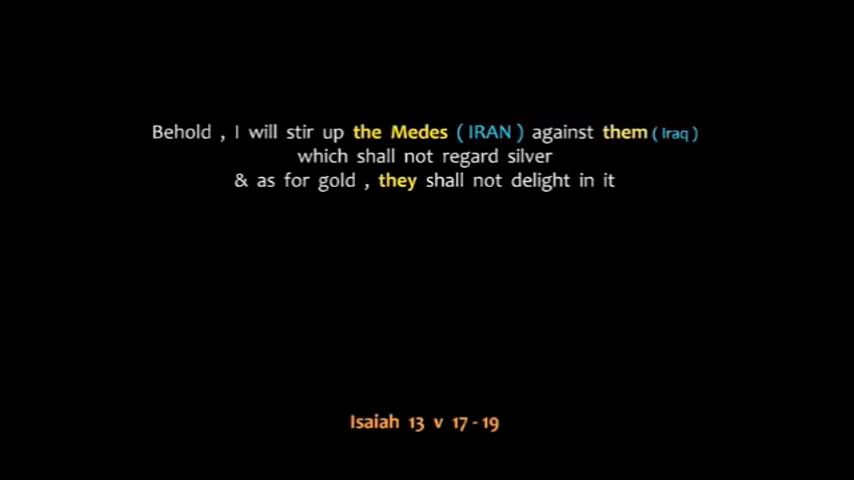 Behold , I will stir up the Medes ( IRAN ) against them ( Iraq )
which shall not regard silver
& as for gold , they shall not delight in it
Isaiah 13 v 17 - 19